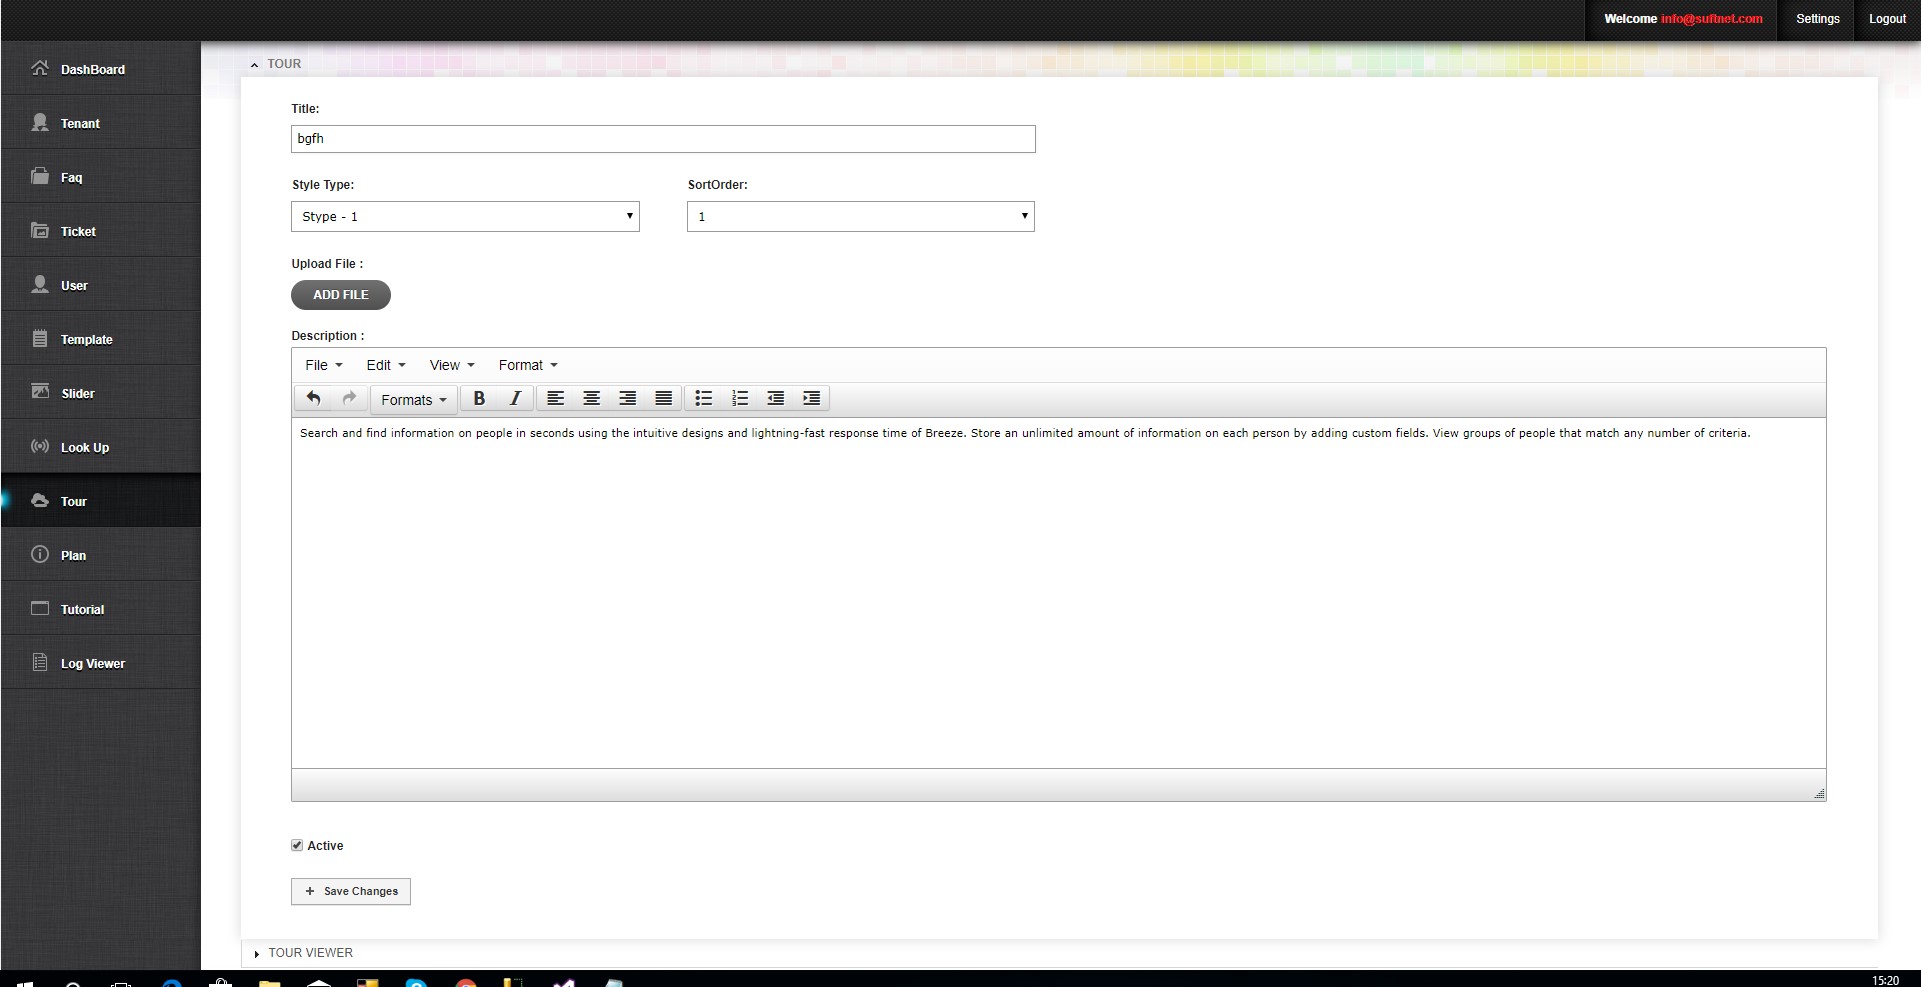 Welcome info@suftnet.com Settings Logout
DashBoard
Tenant
Faq
Ticket
User
Template
Slider
Look Up
Tour
Plan
Tutorial
Log Viewer
TOUR
Title:
bgfh
Style Type: SortOrder:
Stype - 1 1
Upload File :
ADD FILE
Description :
File Edit View Format
Formats B I
Search and find information on people in seconds using the intuitive designs and lightning-fast response time of Breeze. Store an unlimited amount of information on each person by adding custom fields. View groups of people that match any number of criteria.
Active
+ Save Changes
TOUR VIEWER
15:20